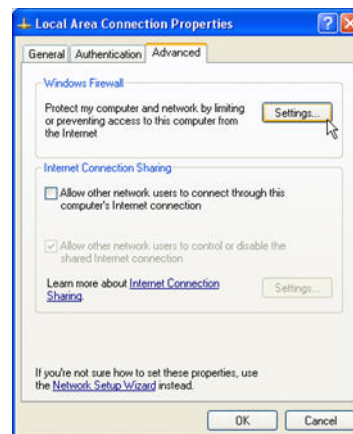 Local Area Connection Properties
General Authentication Advanced
Windows Firewall
Protect my computer and network by limiting
or preventing access to this computer from
the Internet
Settings...
Internet Connection Sharing
Allow other network users to connect through this
computer's Internet connection
Allow other network users to control or disable the
shared Internet connection
Learn more about Internet Connection
Sharing.
Settings...
If you're not sure how to set these properties, use
the Network Setup Wizard instead.
OK Cancel